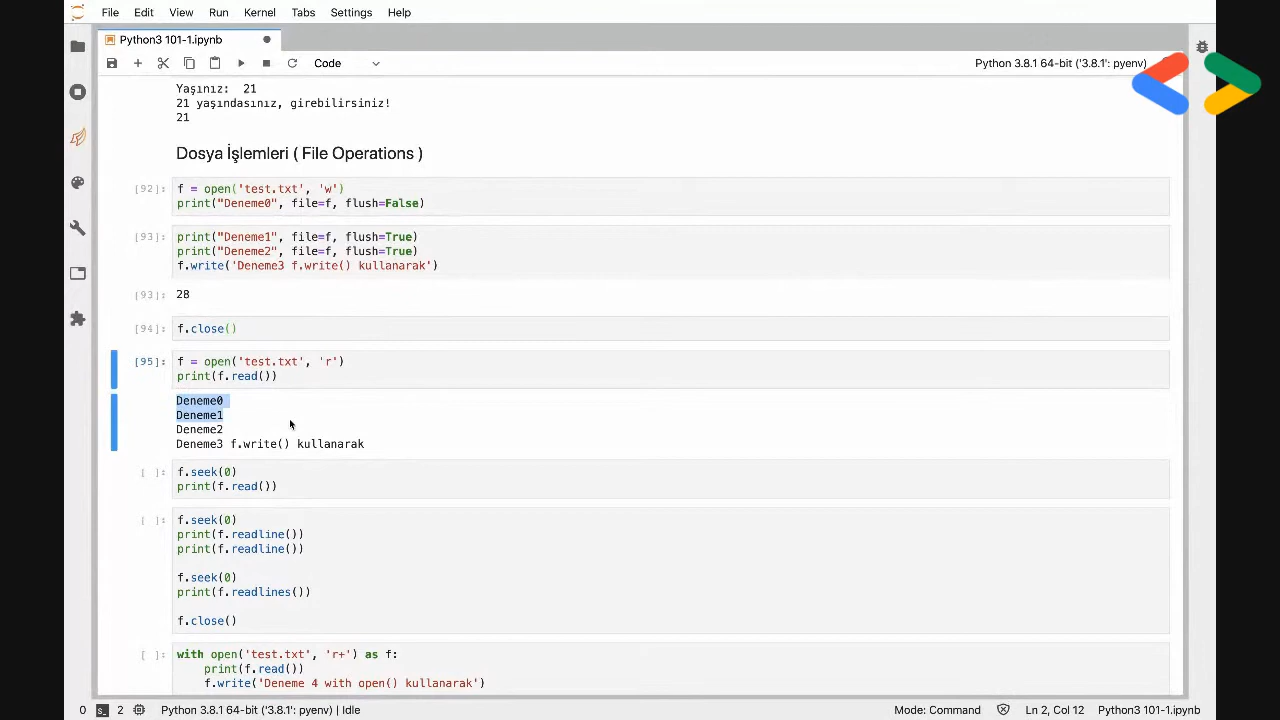 File Edit View Run Kernel Tabs Settings Help
Python3 101-1.ipynb
Code
Python 3.8.1 64-bit ('3.8.1': pyenv)
Yaşınız:  21
21 yaşındasınız, girebilirsiniz!
21
Dosya İşlemleri ( File Operations )
[92]: f = open('test.txt', 'w')
print("Deneme0", file=f, flush=False)
[93]: print("Deneme1", file=f, flush=True)
print("Deneme2", file=f, flush=True)
f.write('Deneme3 f.write() kullanarak')
[93]: 28
[94]: f.close()
[95]: f = open('test.txt', 'r')
print(f.read())
Deneme0
Deneme1
Deneme2
Deneme3 f.write() kullanarak
[ ]: f.seek(0)
print(f.read())
[ ]: f.seek(0)
print(f.readline())
print(f.readline())
f.seek(0)
print(f.readlines())
f.close()
[ ]: with open('test.txt', 'r+') as f:
    print(f.read())
    f.write('Deneme 4 with open() kullanarak')
0 2 Python 3.8.1 64-bit ('3.8.1': pyenv) | Idle Mode: Command Ln 2, Col 12 Python3 101-1.ipynb